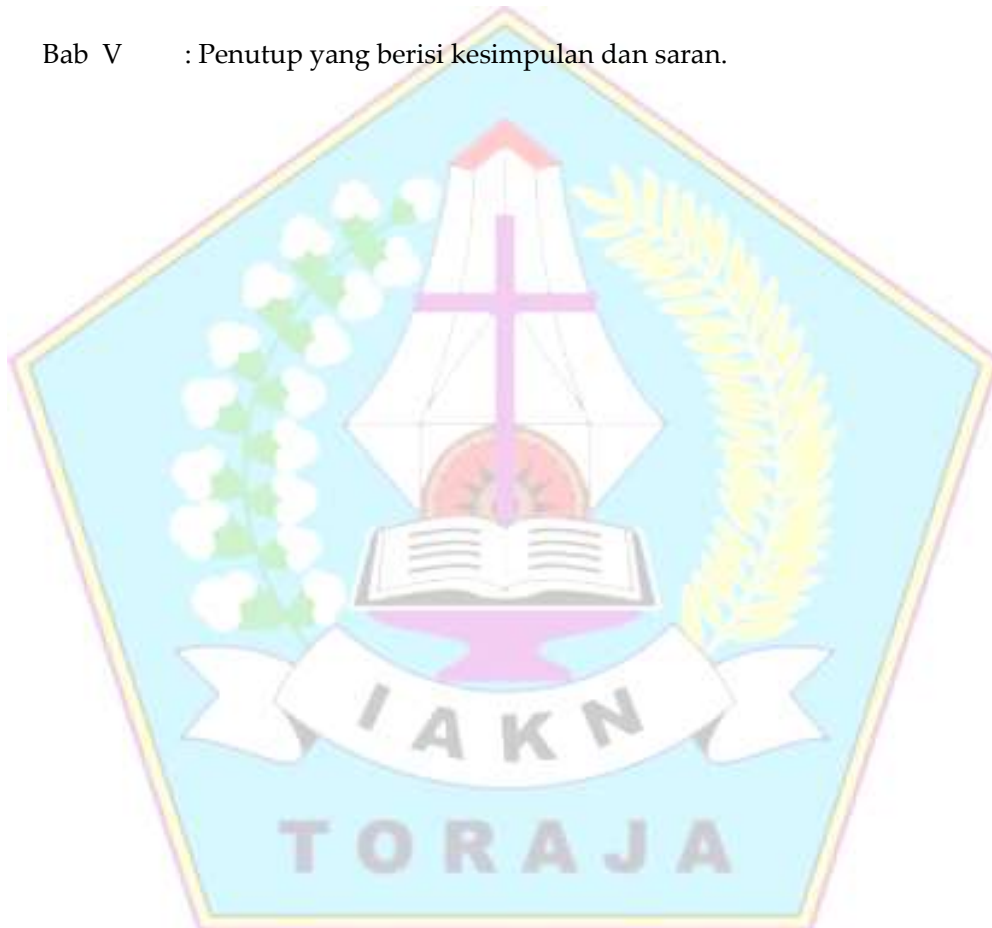 Bab V : Penutup yang berisi kesimpulan dan saran.
IAKN
TORAJA